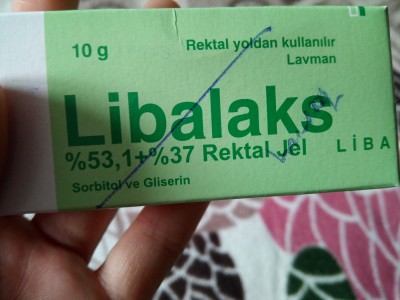 10 g
Rektal yoldan kullanılır
Lavman
Libalaks
%53,1+%37 Rektal Jel
LİBA
Sorbitol ve Gliserin